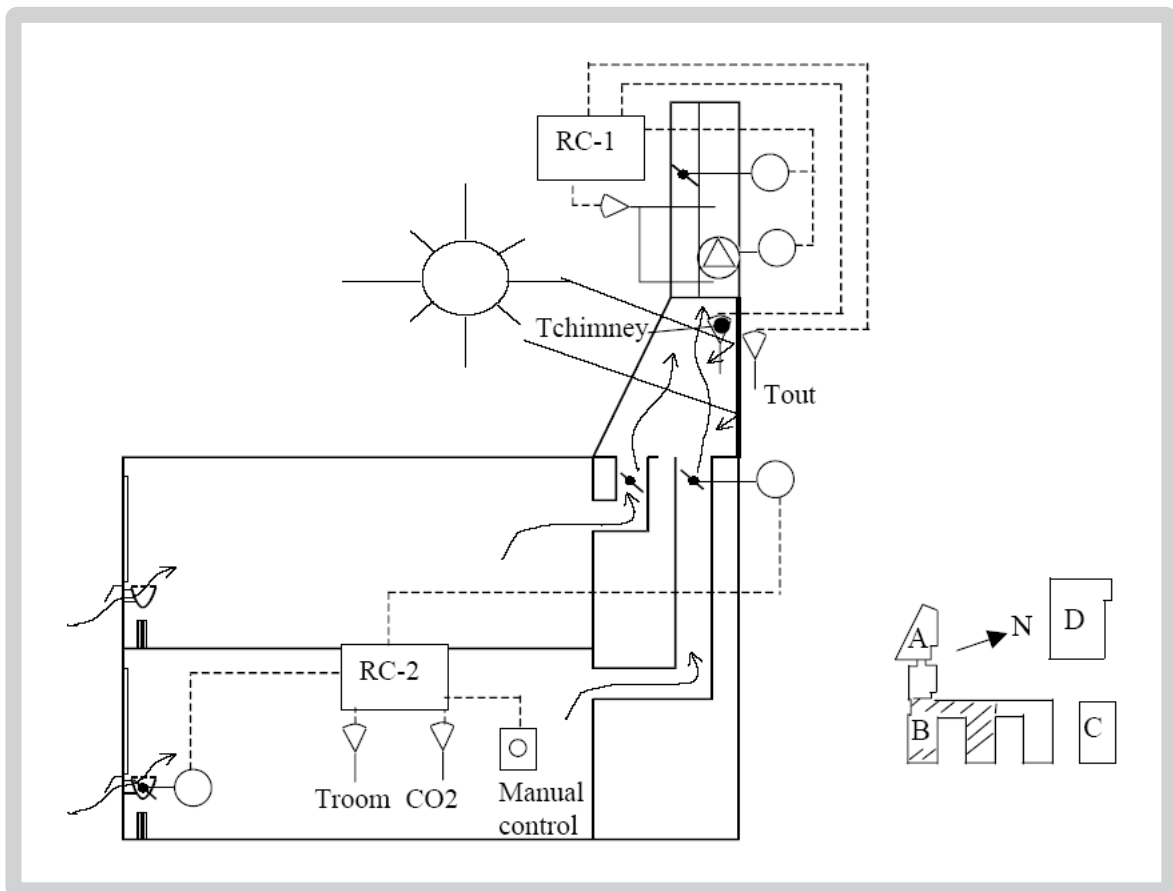 RC-1
Tchimney
Tout
RC-2
Troom
CO2
Manual
control
A
N
D
B
C